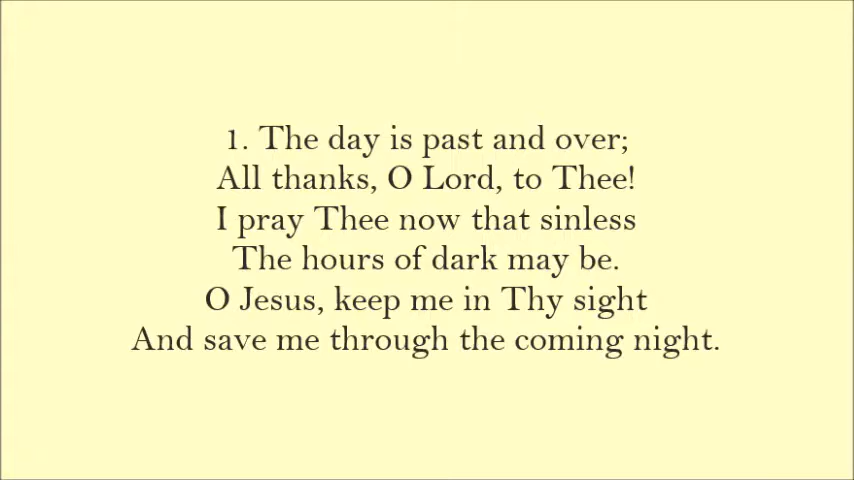 1. The day is past and over;
All thanks, O Lord, to Thee!
I pray Thee now that sinless
The hours of dark may be.
O Jesus, keep me in Thy sight
And save me through the coming night.